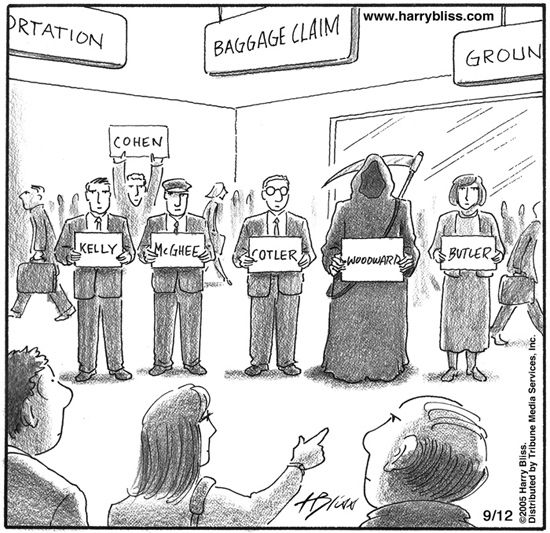 www.harrybliss.com
ORTATION
BAGGAGE CLAIM
GROUN
COHEN
KELLY
McGHEE
COTLER
WOODWARD
BUTLER
HBliss
9/12
©2005 Harry Bliss.
Distributed by Tribune Media Services, Inc.